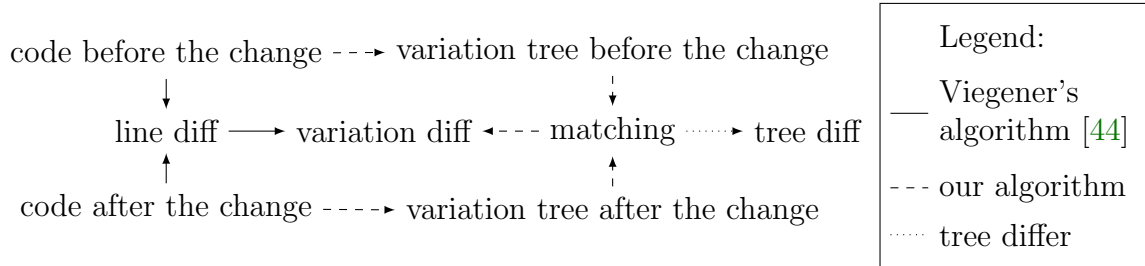 code before the change
variation tree before the change
line diff
variation diff
matching
tree diff
code after the change
variation tree after the change
Legend:
Viegener's
algorithm [44]
our algorithm
tree differ